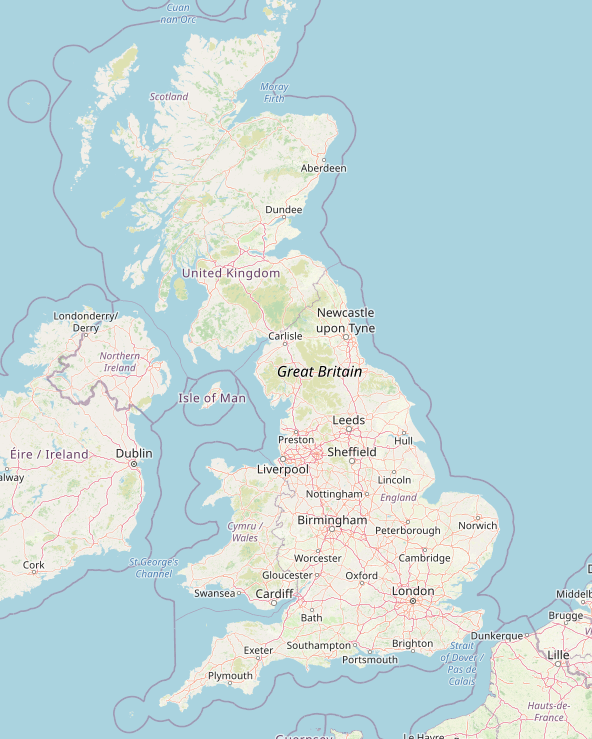 Cuan
nan Orc
Scotland
Moray
Firth
Aberdeen
Dundee
United Kingdom
Londonderry/
Derry
Newcastle
upon Tyne
Carlisle
Northern
Ireland
Great Britain
Isle of Man
Leeds
Preston
Hull
Éire / Ireland
Dublin
Sheffield
Liverpool
alway
Lincoln
Nottingham
England
Birmingham
Norwich
Cymru /
Wales
Peterborough
Worcester
Cambridge
Cork
St George's
Channel
Gloucester
Oxford
Swansea
Cardiff
London
Middelb
Bath
Brugge
Dunkerque
Exeter
Southampton
Brighton
Portsmouth
Strait
of Dover /
Pas de
Calais
Lille
Plymouth
Hauts-de-
France
Guernsey
Le Havre